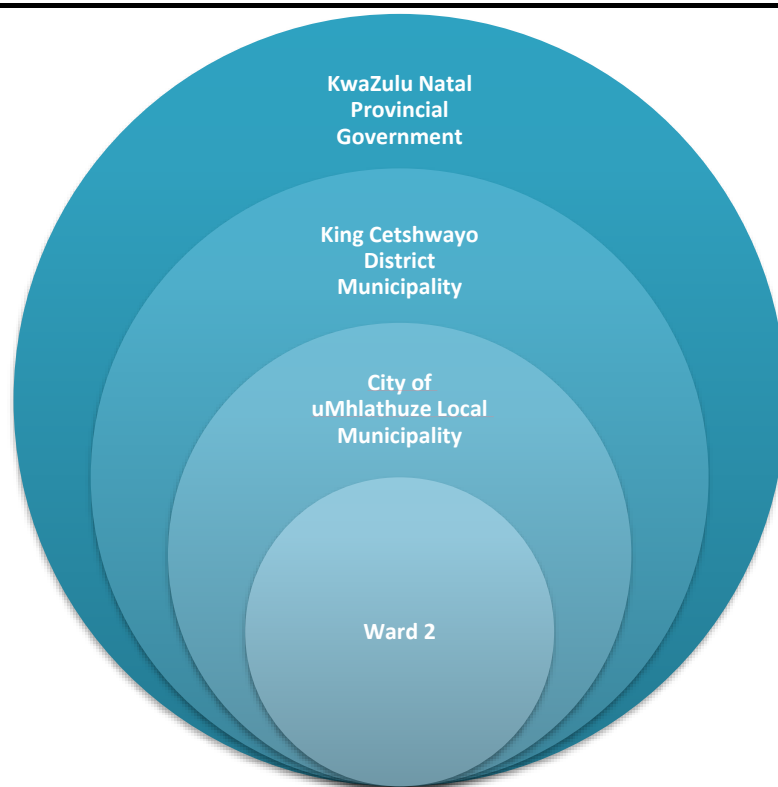 KwaZulu Natal
Provincial
Government
King Cetshwayo
District
Municipality
City of
uMhlathuze Local
Municipality
Ward 2